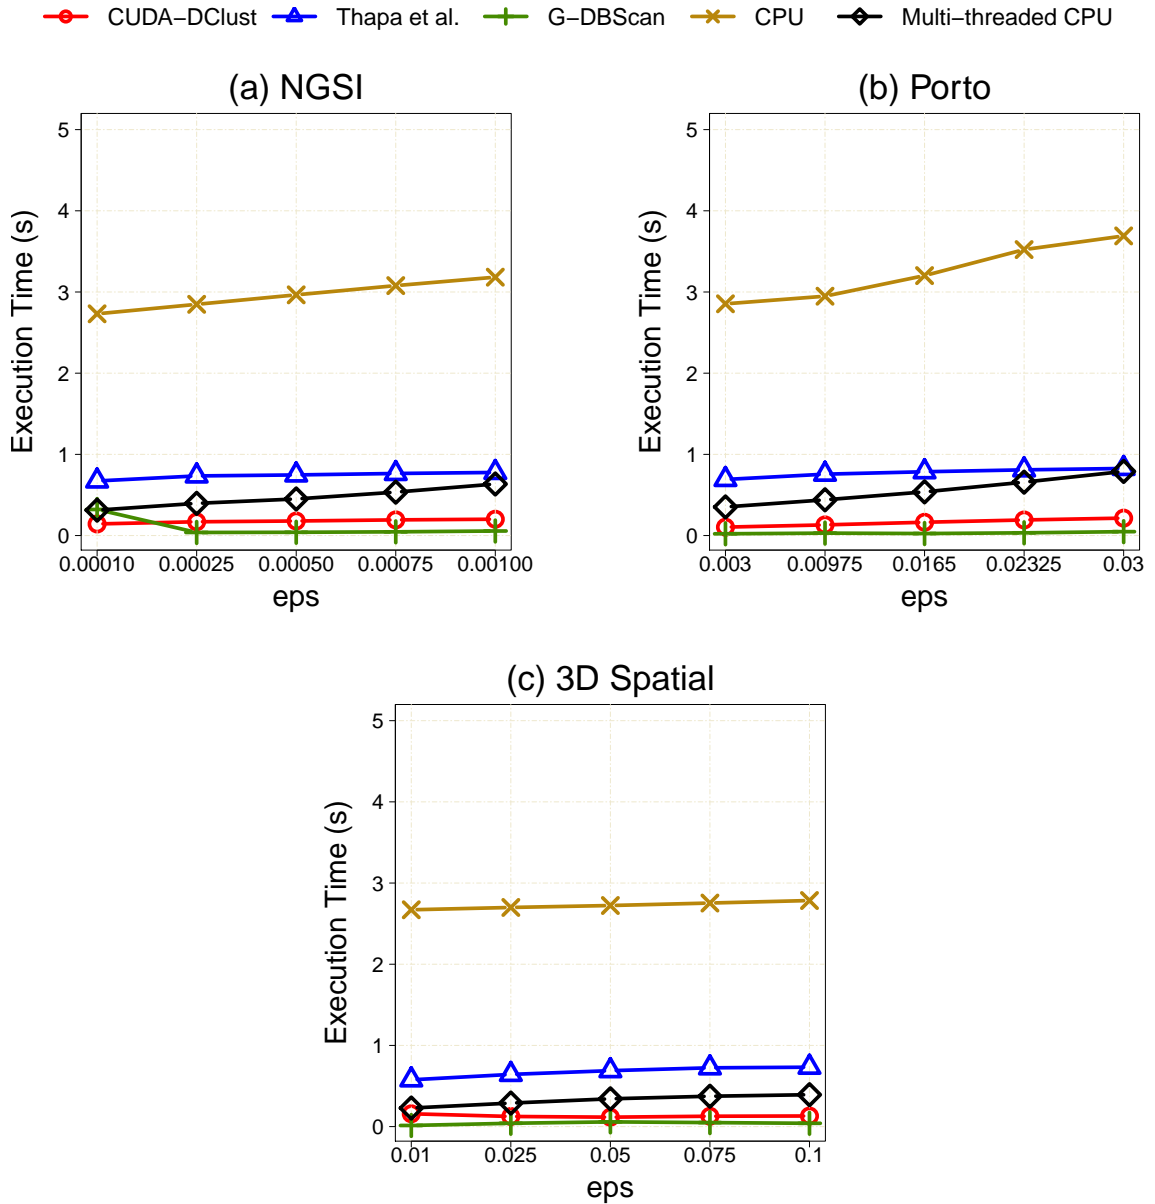 CUDA−DClust Thapa et al. G−DBScan CPU Multi−threaded CPU
(a) NGSI
Execution Time (s)
5
4
3
2
1
0
0.00010 0.00025 0.00050 0.00075 0.00100
eps
(b) Porto
Execution Time (s)
5
4
3
2
1
0
0.003 0.00975 0.0165 0.02325 0.03
eps
(c) 3D Spatial
Execution Time (s)
5
4
3
2
1
0
0.01 0.025 0.05 0.075 0.1
eps